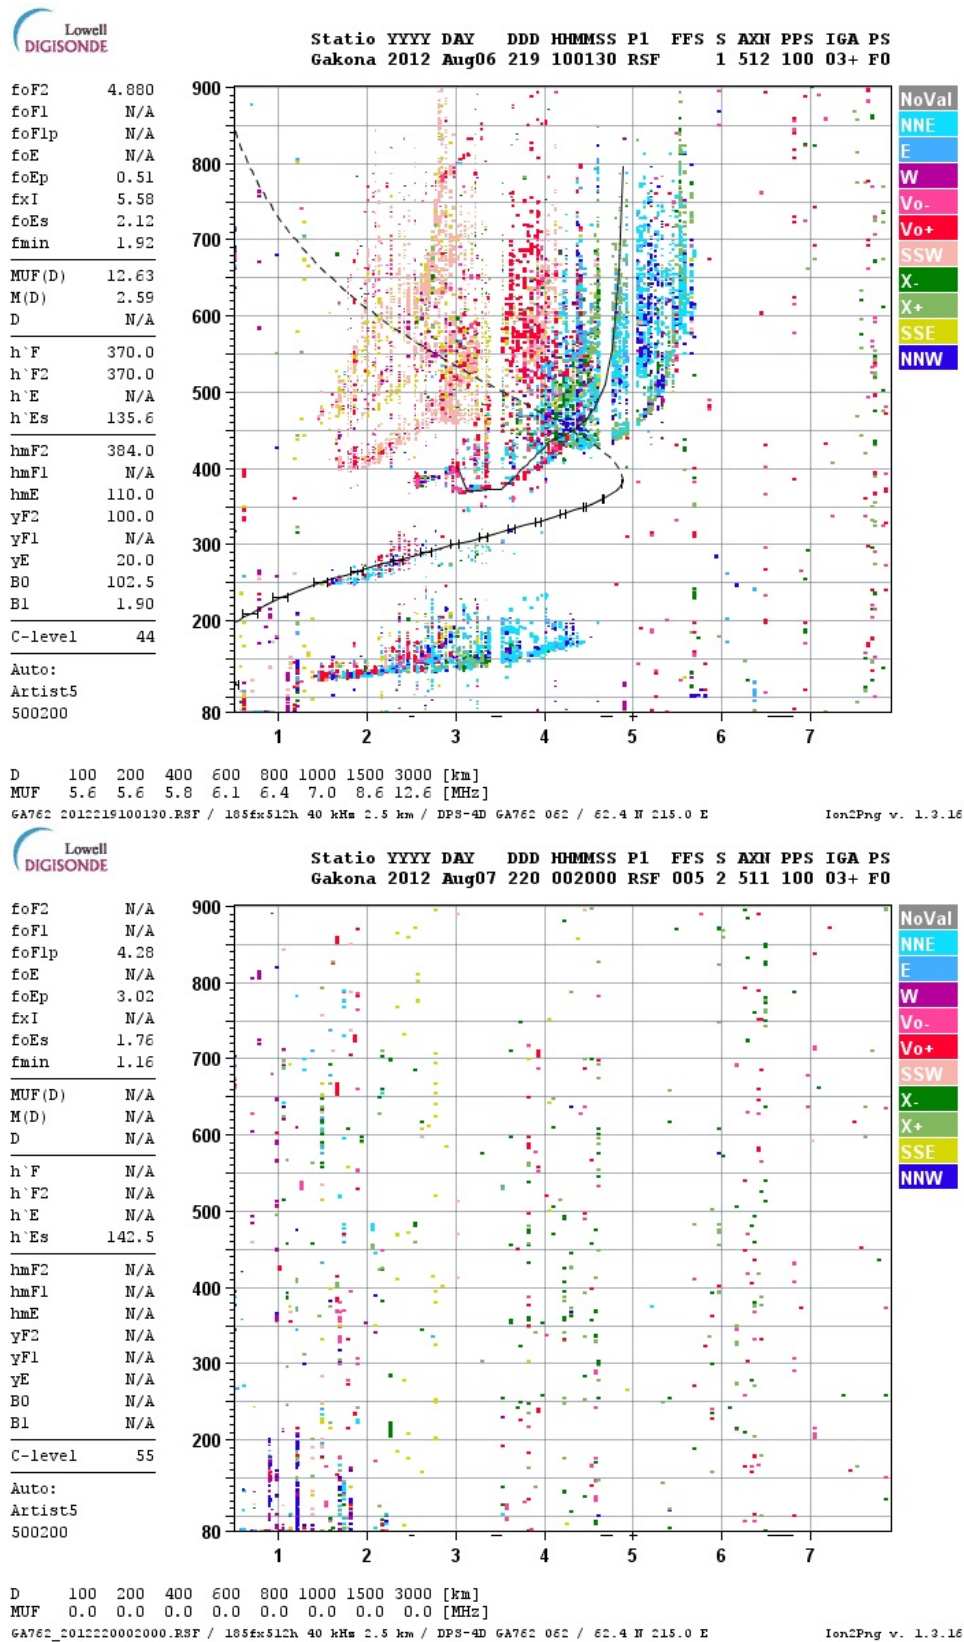 Lowell
DIGISONDE
Statio YYYY DAY DDD HHMMSS P1 FFS S AXN PPS IGA PS
Gakona 2012 Aug06 219 100130 RSF 1 512 100 03+ F0
foF2 4.880
foF1 N/A
foF1p N/A
foE N/A
foEp 0.51
fxI 5.58
foEs 2.12
fmin 1.92
MUF(D) 12.63
M(D) 2.59
D N/A
h`F 370.0
h`F2 370.0
h`E N/A
h`Es 135.6
hmF2 384.0
hmF1 N/A
hmE 110.0
yF2 100.0
yF1 N/A
yE 20.0
B0 102.5
B1 1.90
C-level 44
Auto:
Artist5
500200
900
800
700
600
500
400
300
200
80
1 2 3 4 5 6 7
NoVal
NNE
E
W
Vo-
Vo+
SSW
X-
X+
SSE
NNW
D 100 200 400 600 800 1000 1500 3000 [km]
MUF 5.6 5.6 5.8 6.1 6.4 7.0 8.6 12.6 [MHz]
GA762_2012219100130.RSF / 185fx512h 40 kHz 2.5 km / DPS-4D GA762 062 / 62.4 N 215.0 E Ion2Png v. 1.3.16
Lowell
DIGISONDE
Statio YYYY DAY DDD HHMMSS P1 FFS S AXN PPS IGA PS
Gakona 2012 Aug07 220 002000 RSF 005 2 511 100 03+ F0
foF2 N/A
foF1 N/A
foF1p 4.28
foE N/A
foEp 3.02
fxI N/A
foEs 1.76
fmin 1.16
MUF(D) N/A
M(D) N/A
D N/A
h`F N/A
h`F2 N/A
h`E N/A
h`Es 142.5
hmF2 N/A
hmF1 N/A
hmE N/A
yF2 N/A
yF1 N/A
yE N/A
B0 N/A
B1 N/A
C-level 55
Auto:
Artist5
500200
900
800
700
600
500
400
300
200
80
1 2 3 4 5 6 7
NoVal
NNE
E
W
Vo-
Vo+
SSW
X-
X+
SSE
NNW
D 100 200 400 600 800 1000 1500 3000 [km]
MUF 0.0 0.0 0.0 0.0 0.0 0.0 0.0 0.0 [MHz]
GA762_2012220002000.RSF / 185fx512h 40 kHz 2.5 km / DPS-4D GA762 062 / 62.4 N 215.0 E Ion2Png v. 1.3.16